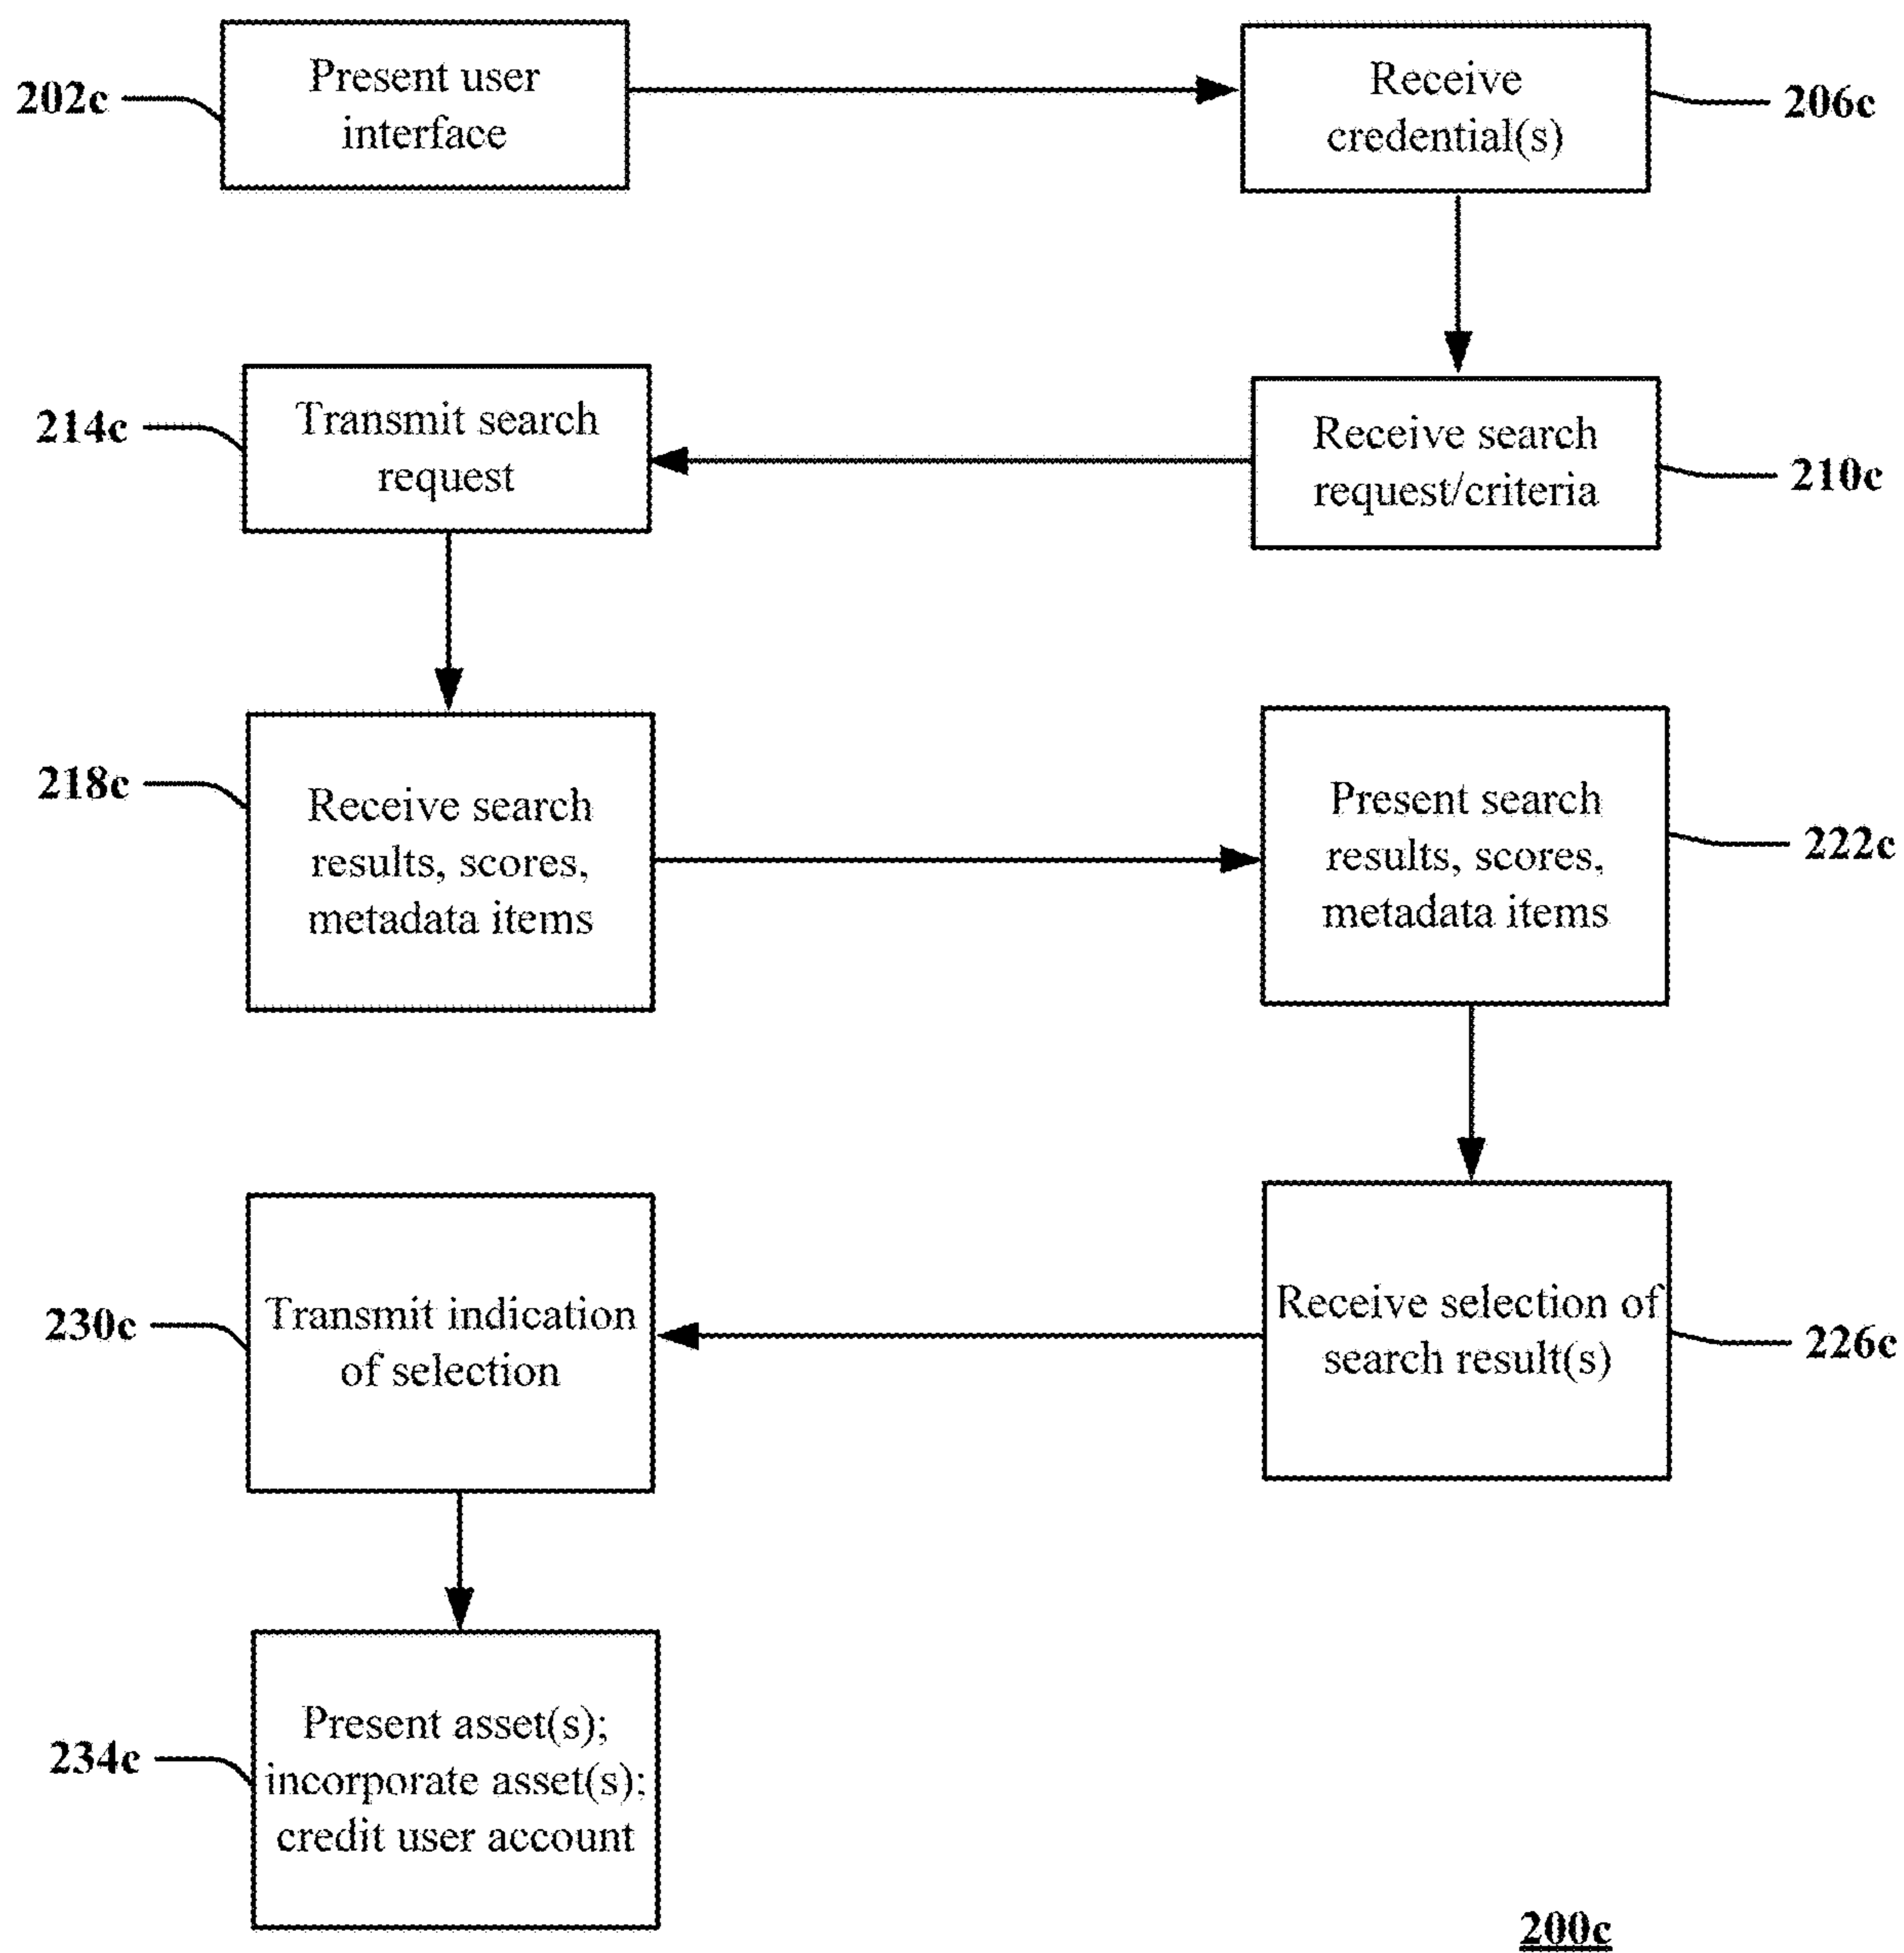 202c
Present user
interface
Receive
credential(s)
206c
214c
Transmit search
request
Receive search
request/criteria
210c
218c
Receive search
results, scores,
metadata items
Present search
results, scores,
metadata items
222c
230c
Transmit indication
of selection
Receive selection of
search result(s)
226c
234c
Present asset(s);
incorporate asset(s);
credit user account
200c